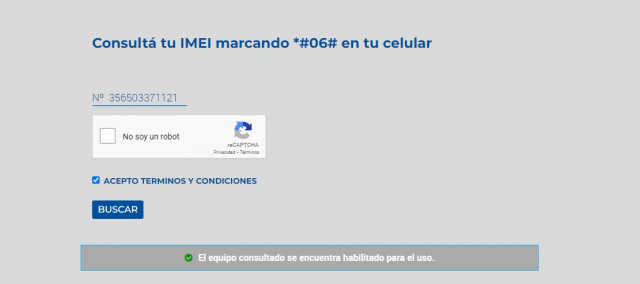 Consultá tu IMEI marcando *#06# en tu celular
Nº 356503371121
No soy un robot
reCAPTCHA
Privacidad - Términos
ACEPTO TERMINOS Y CONDICIONES
BUSCAR
El equipo consultado se encuentra habilitado para el uso.